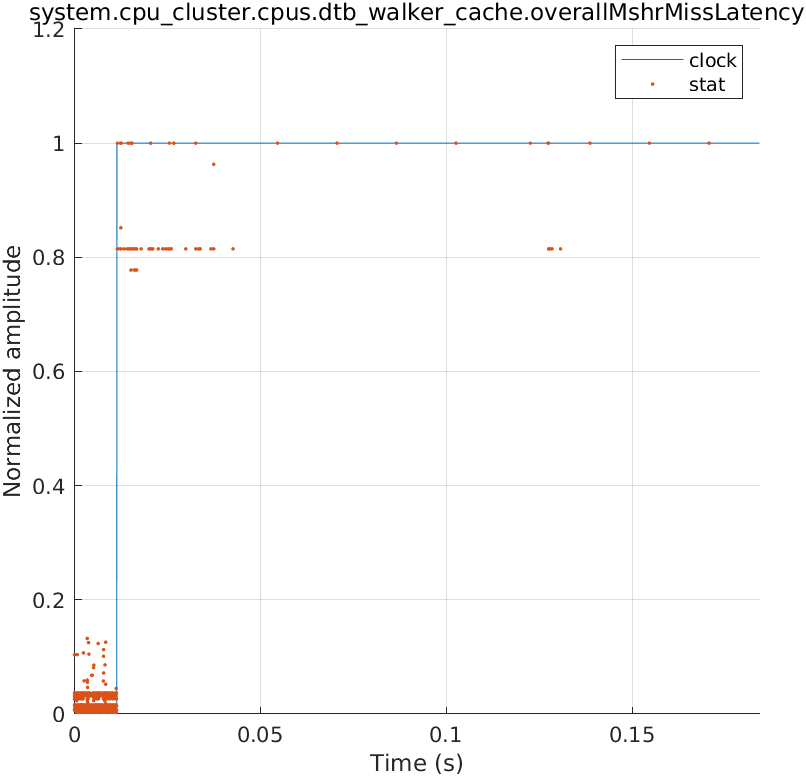 system.cpu_cluster.cpus.dtb_walker_cache.overallMshrMissLatency
1.2
clock
stat
1
0.8
0.6
0.4
0.2
0
Normalized amplitude
0
0.05
0.1
0.15
Time (s)